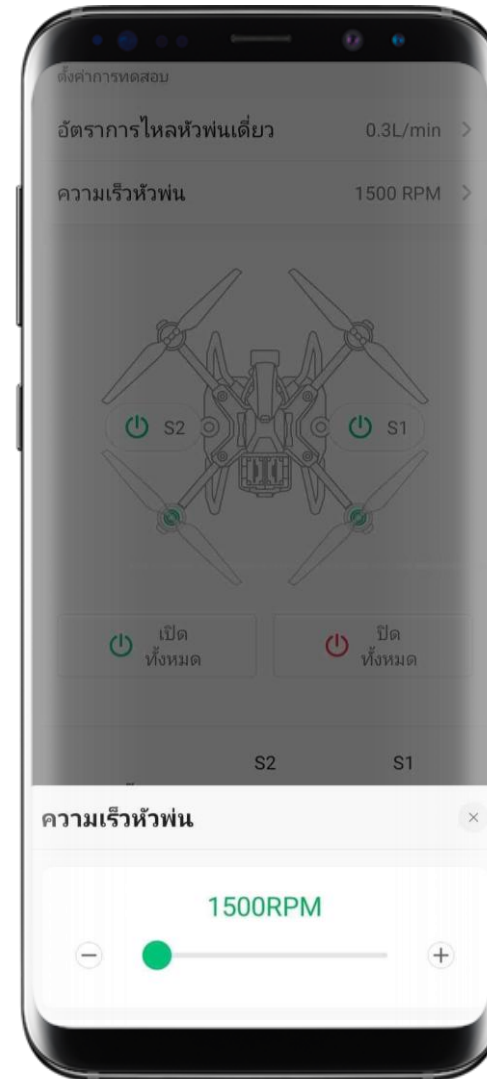 ตั้งค่าการทดสอบ
อัตราการไหลหัวพ่นเดี่ยว 0.3L/min
ความเร็วหัวพ่น 1500 RPM
S2 S1
เปิด
ทั้งหมด
ปิด
ทั้งหมด
S2 S1
ความเร็วหัวพ่น
1500RPM